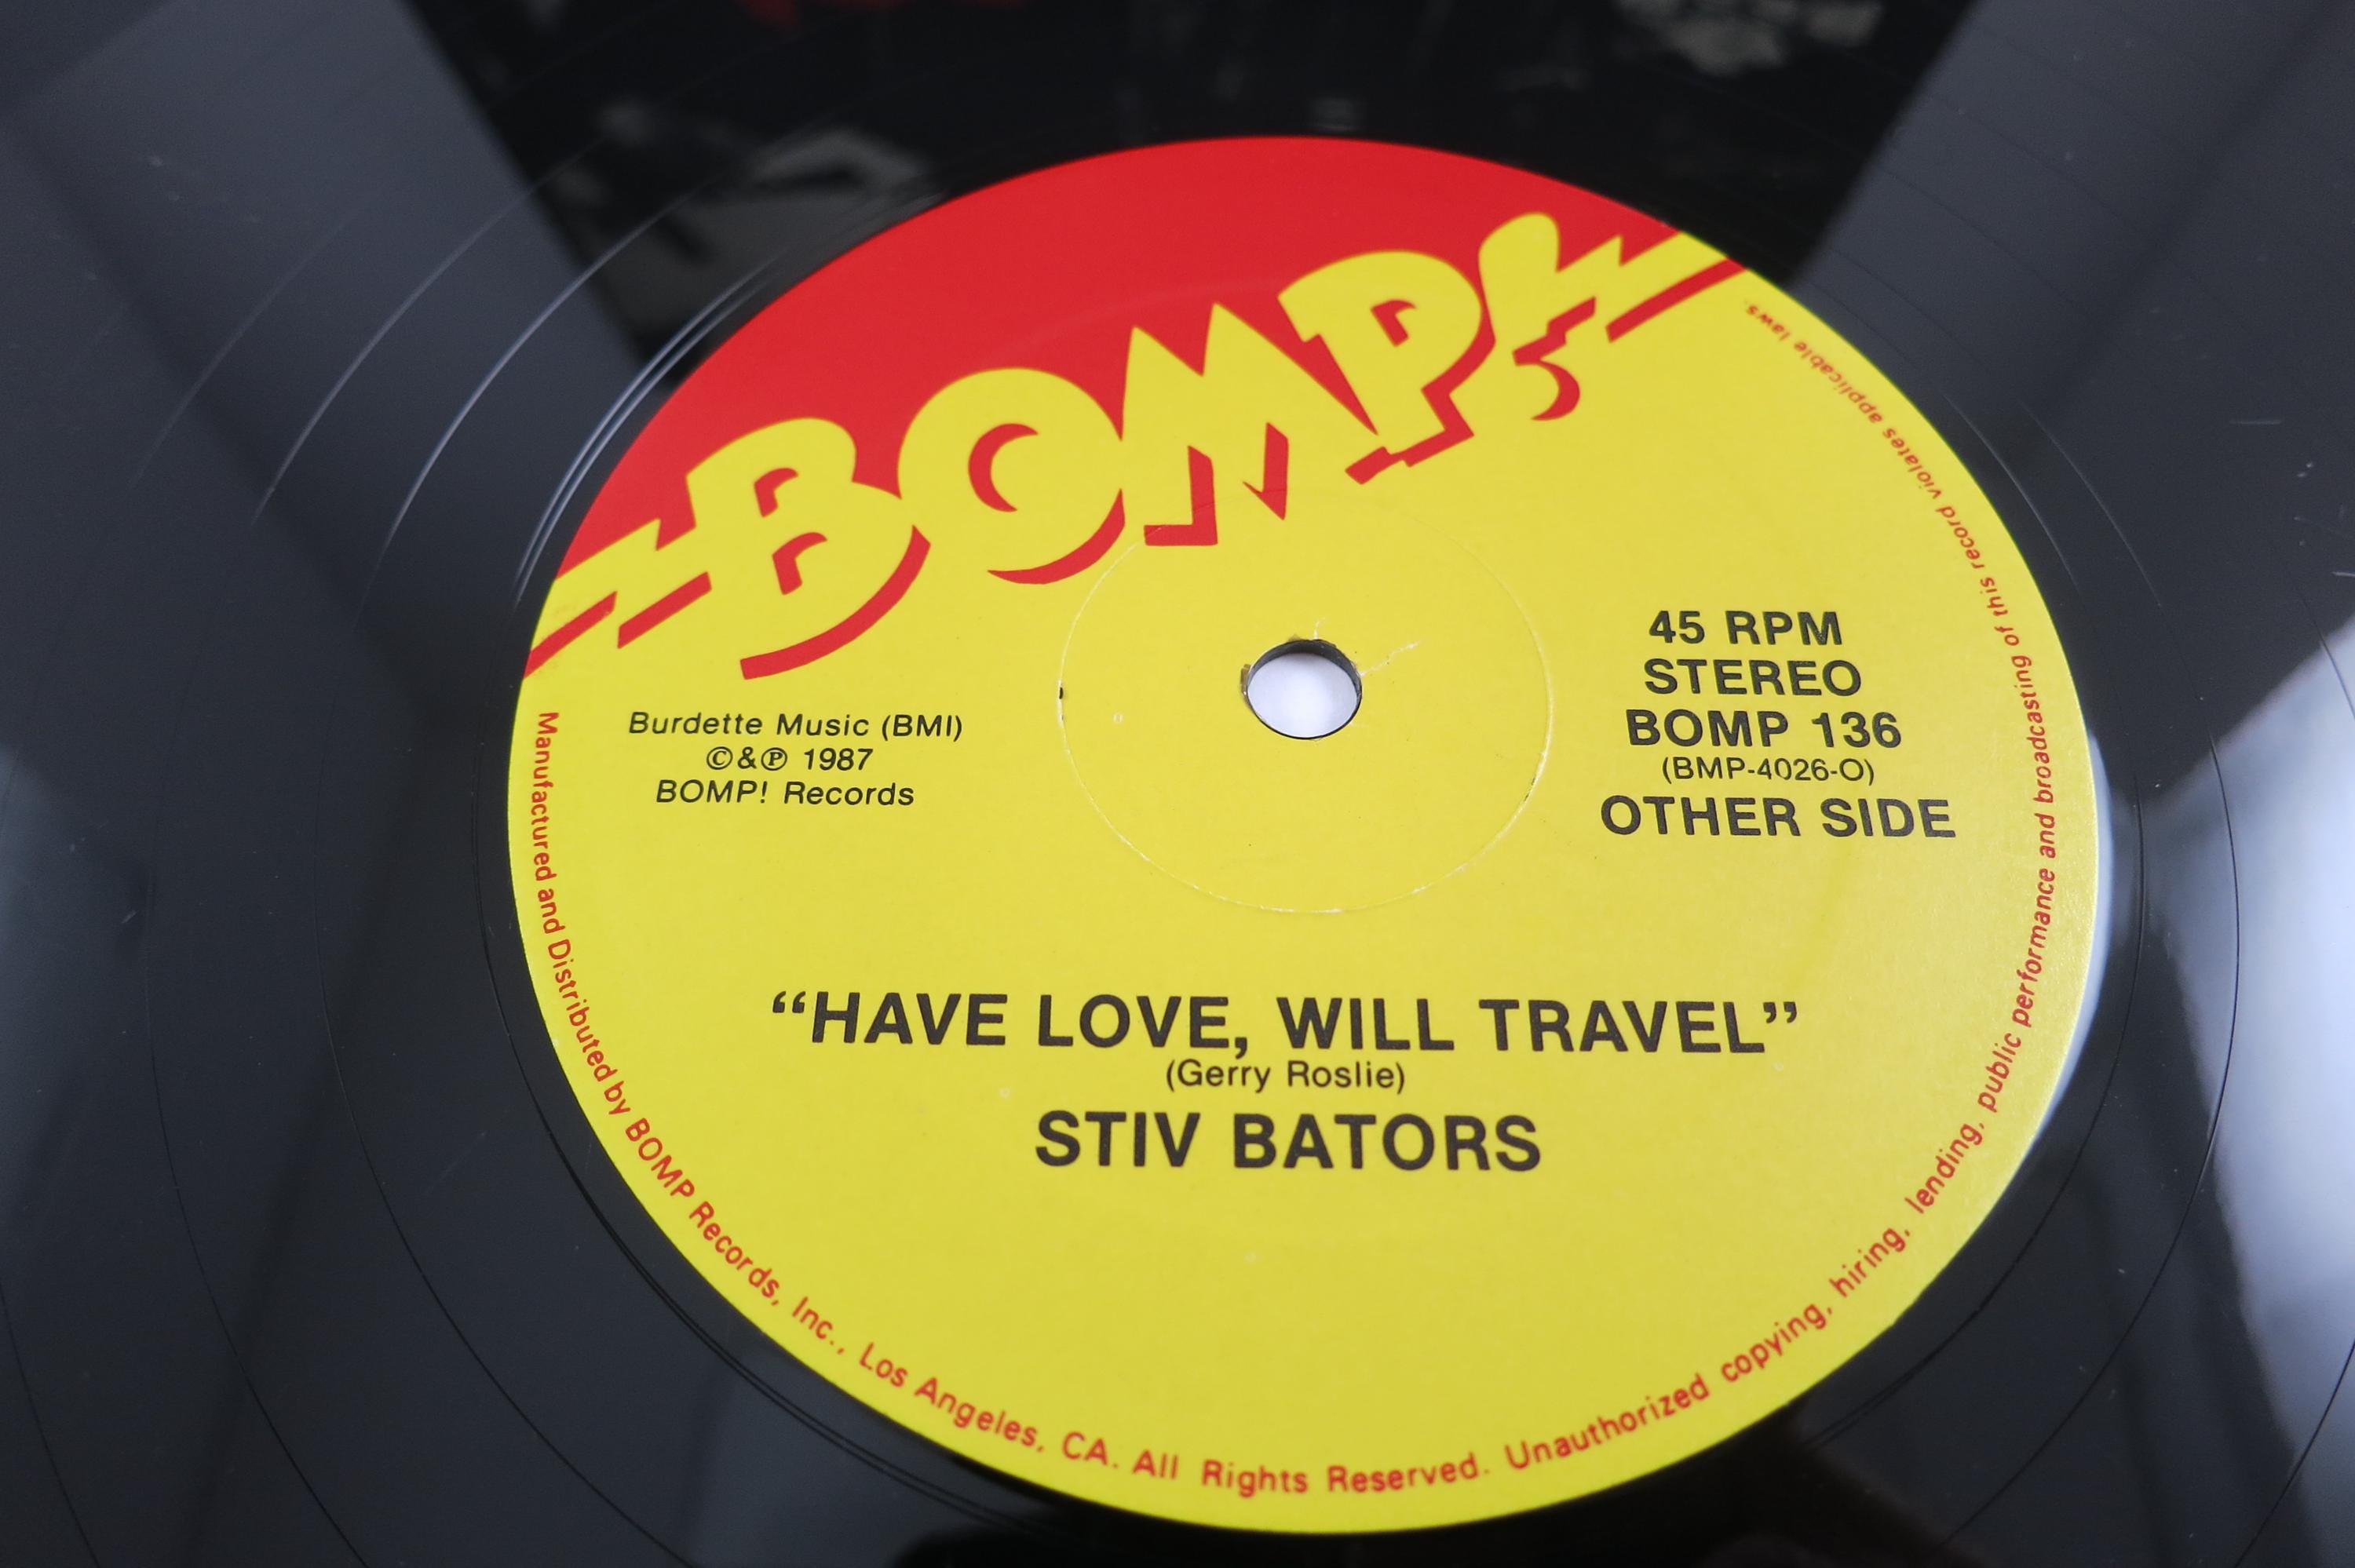 BOMP!
Burdette Music (BMI)
©&℗ 1987
BOMP! Records
45 RPM
STEREO
BOMP 136
(BMP-4026-O)
OTHER SIDE
“HAVE LOVE, WILL TRAVEL”
(Gerry Roslie)
STIV BATORS
Manufactured and Distributed by BOMP Records, Inc., Los Angeles, CA. All Rights Reserved. Unauthorized copying, hiring, lending, public performance and broadcasting of this record violates applicable laws.